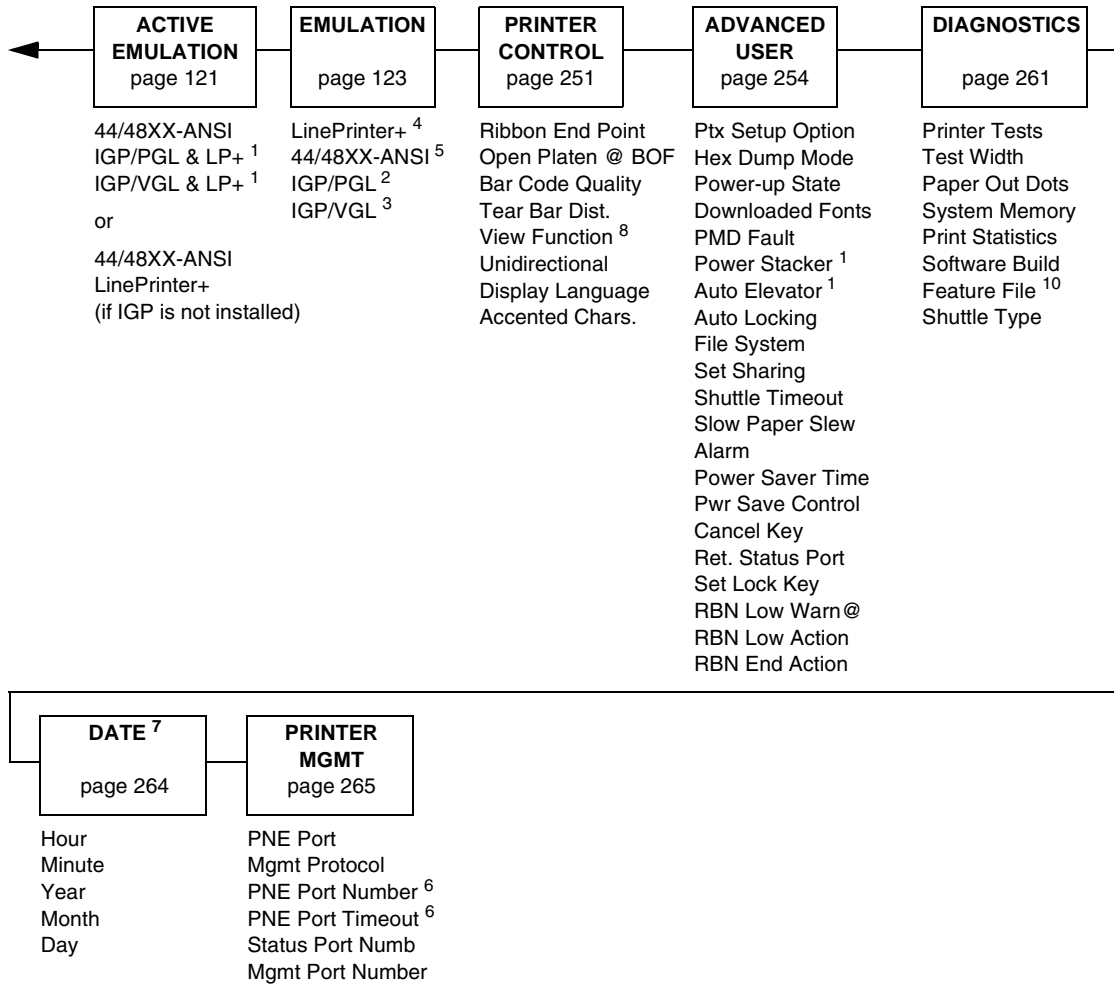 ACTIVE
EMULATION
page 121
44/48XX-ANSI
IGP/PGL & LP+ 1
IGP/VGL & LP+ 1
or
44/48XX-ANSI
LinePrinter+
(if IGP is not installed)
EMULATION
page 123
LinePrinter+ 4
44/48XX-ANSI 5
IGP/PGL 2
IGP/VGL 3
PRINTER
CONTROL
page 251
Ribbon End Point
Open Platen @ BOF
Bar Code Quality
Tear Bar Dist.
View Function 8
Unidirectional
Display Language
Accented Chars.
ADVANCED
USER
page 254
Ptx Setup Option
Hex Dump Mode
Power-up State
Downloaded Fonts
PMD Fault
Power Stacker 1
Auto Elevator 1
Auto Locking
File System
Set Sharing
Shuttle Timeout
Slow Paper Slew
Alarm
Power Saver Time
Pwr Save Control
Cancel Key
Ret. Status Port
Set Lock Key
RBN Low Warn@
RBN Low Action
RBN End Action
DIAGNOSTICS
page 261
Printer Tests
Test Width
Paper Out Dots
System Memory
Print Statistics
Software Build
Feature File 10
Shuttle Type
DATE 7
page 264
Hour
Minute
Year
Month
Day
PRINTER
MGMT
page 265
PNE Port
Mgmt Protocol
PNE Port Number 6
PNE Port Timeout 6
Status Port Numb
Mgmt Port Number